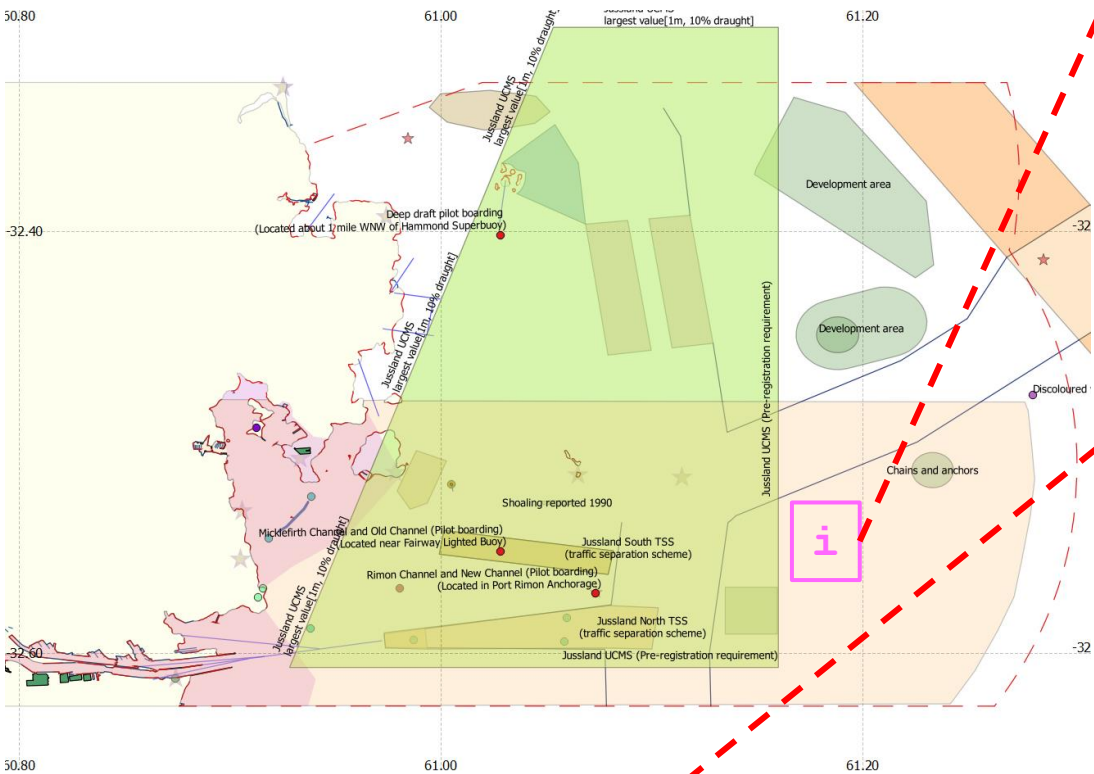 60.80
61.00
61.20
Jussland UCMS
largest value[1m, 10% draught]
Jussland UCMS
largest value[1m, 10% draught]
Development area
Deep draft pilot boarding
(Located about 1 mile WNW of Hammond Superbuoy)
-32.40
-32
Jussland UCMS
largest value[1m, 10% draught]
Development area
Jussland UCMS (Pre-registration requirement)
Discoloured
Chains and anchors
Shoaling reported 1990
i
Micklefirth Channel and Old Channel (Pilot boarding)
(Located near Fairway Lighted Buoy)
Jussland South TSS
(traffic separation scheme)
Rimon Channel and New Channel (Pilot boarding)
(Located in Port Rimon Anchorage)
Jussland UCMS
largest value[1m, 10% draught]
Jussland North TSS
(traffic separation scheme)
-32.60
Jussland UCMS (Pre-registration requirement)
-32
60.80
61.00
61.20